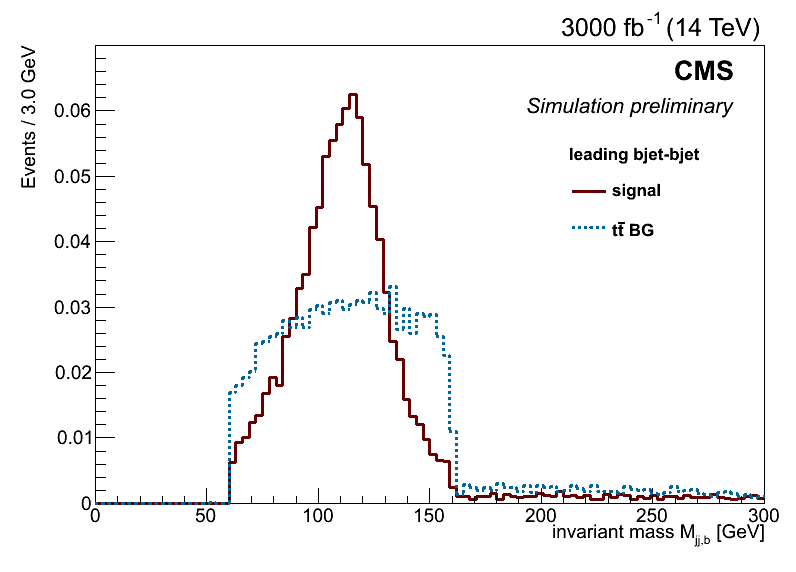 3000 fb⁻¹ (14 TeV)
CMS
Simulation preliminary
leading bjet-bjet
signal
tt̄ BG
Events / 3.0 GeV
0.06
0.05
0.04
0.03
0.02
0.01
0
0 50 100 150 200 250 300
invariant mass M_jj,b [GeV]